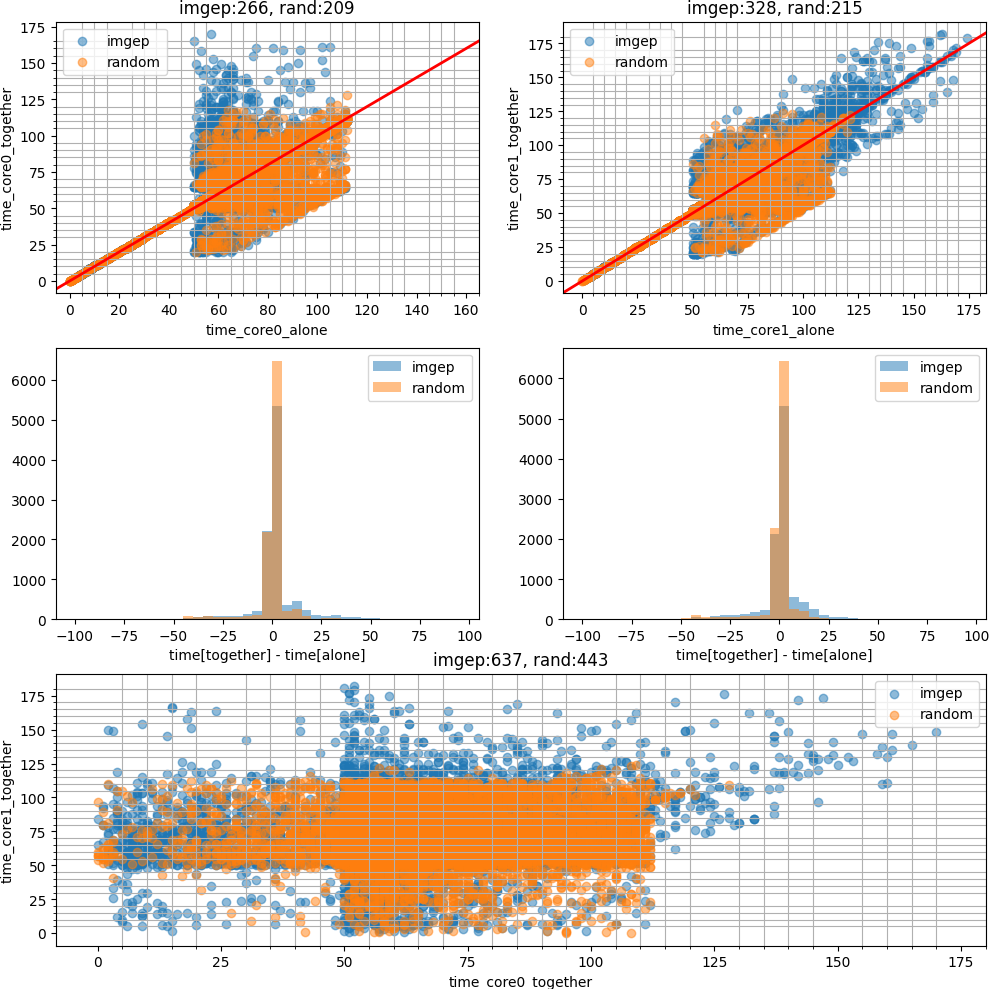 imgep:266, rand:209
175
150
125
100
75
50
25
0
time_core0_together
imgep
random
0 20 40 60 80 100 120 140 160
time_core0_alone
imgep:328, rand:215
175
150
125
100
75
50
25
0
time_core1_together
imgep
random
0 25 50 75 100 125 150 175
time_core1_alone
6000
5000
4000
3000
2000
1000
0
imgep
random
−100 −75 −50 −25 0 25 50 75 100
time[together] - time[alone]
6000
5000
4000
3000
2000
1000
0
imgep
random
−100 −75 −50 −25 0 25 50 75 100
time[together] - time[alone]
imgep:637, rand:443
175
150
125
100
75
50
25
0
time_core1_together
imgep
random
0 25 50 75 100 125 150 175
time_core0_together